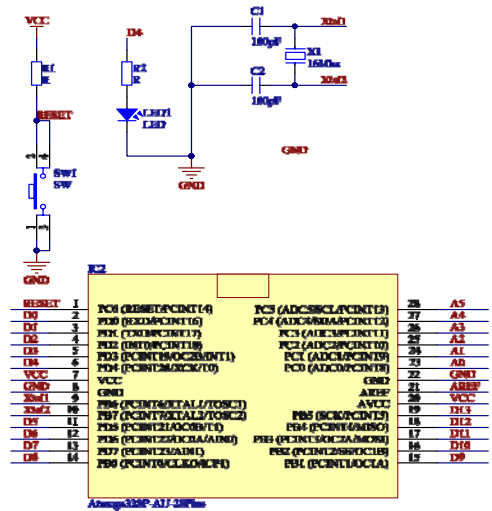 VCC
D4
C1
Xtal1
100pF
X1
16Mhz
R1
R
R2
R
C2
Xtal2
100pF
RESET
LED1
LED
GND
GND
SW1
SW
GND
IC2
RESET 1 PC6 (RESET/PCINT14) PC5 (ADC5/SCL/PCINT13) 28 A5
D0 2 PD0 (RXD/PCINT16) PC4 (ADC4/SDA/PCINT12) 27 A4
D1 3 PD1 (TXD/PCINT17) PC3 (ADC3/PCINT11) 26 A3
D2 4 PD2 (INT0/PCINT18) PC2 (ADC2/PCINT10) 25 A2
D3 5 PD3 (PCINT19/OC2B/INT1) PC1 (ADC1/PCINT9) 24 A1
D4 6 PD4 (PCINT20/XCK/T0) PC0 (ADC0/PCINT8) 23 A0
VCC 7 VCC GND 22 GND
GND 8 GND AREF 21 AREF
Xtal1 9 PB6 (PCINT6/XTAL1/TOSC1) AVCC 20 VCC
Xtal2 10 PB7 (PCINT7/XTAL2/TOSC2) PB5 (SCK/PCINT5) 19 D13
D5 11 PD5 (PCINT21/OC0B/T1) PB4 (PCINT4/MISO) 18 D12
D6 12 PD6 (PCINT22/OC0A/AIN0) PB3 (PCINT3/OC2A/MOSI) 17 D11
D7 13 PD7 (PCINT23/AIN1) PB2 (PCINT2/SS/OC1B) 16 D10
D8 14 PB0 (PCINT0/CLKO/ICP1) PB1 (PCINT1/OC1A) 15 D9
Atmega328P-AU-28Pins